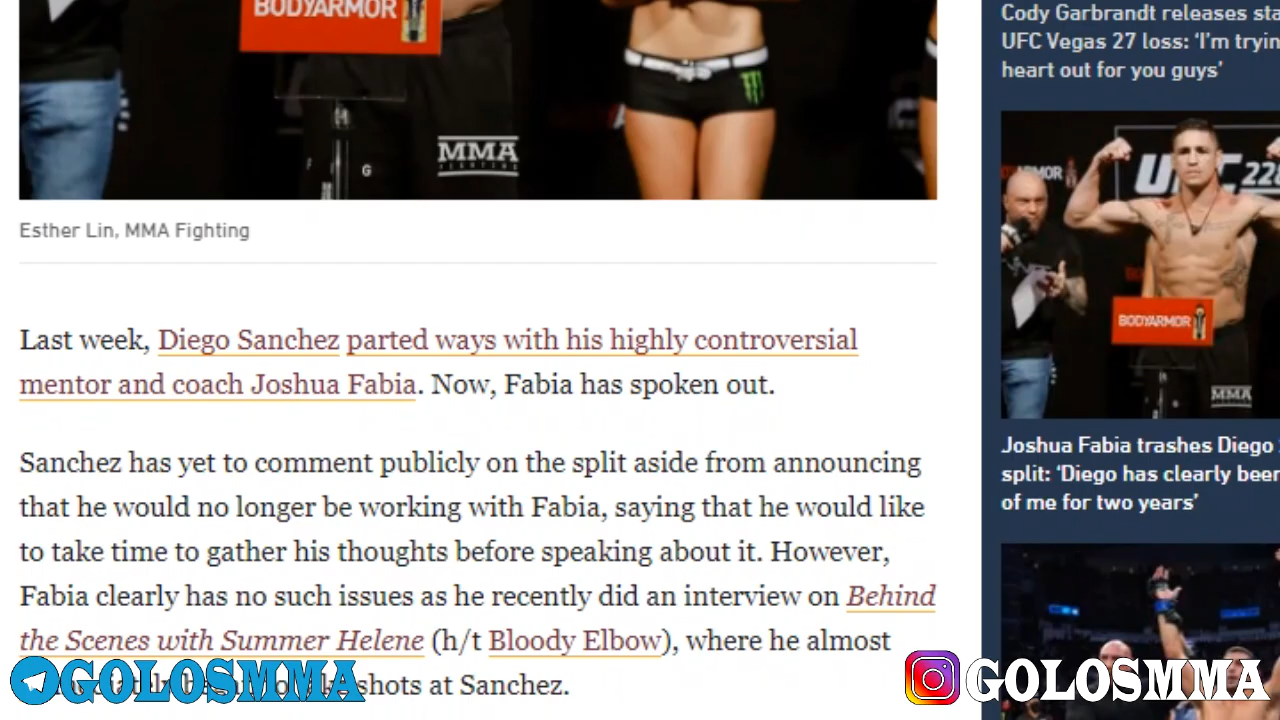 BODYARMOR
MMA
FIGHTING
G
Esther Lin, MMA Fighting
Last week, Diego Sanchez parted ways with his highly controversial
mentor and coach Joshua Fabia. Now, Fabia has spoken out.
Sanchez has yet to comment publicly on the split aside from announcing
that he would no longer be working with Fabia, saying that he would like
to take time to gather his thoughts before speaking about it. However,
Fabia clearly has no such issues as he recently did an interview on Behind
the Scenes with Summer Helene (h/t Bloody Elbow), where he almost
shots at Sanchez.
Cody Garbrandt releases
UFC Vegas 27 loss: ‘I’m
heart out for you guys’
UFC 228
BODYARMOR
MMA
Joshua Fabia trashes Diego
split: ‘Diego has clearly
of me for two years’
GOLOSMMA
GOLOSMMA